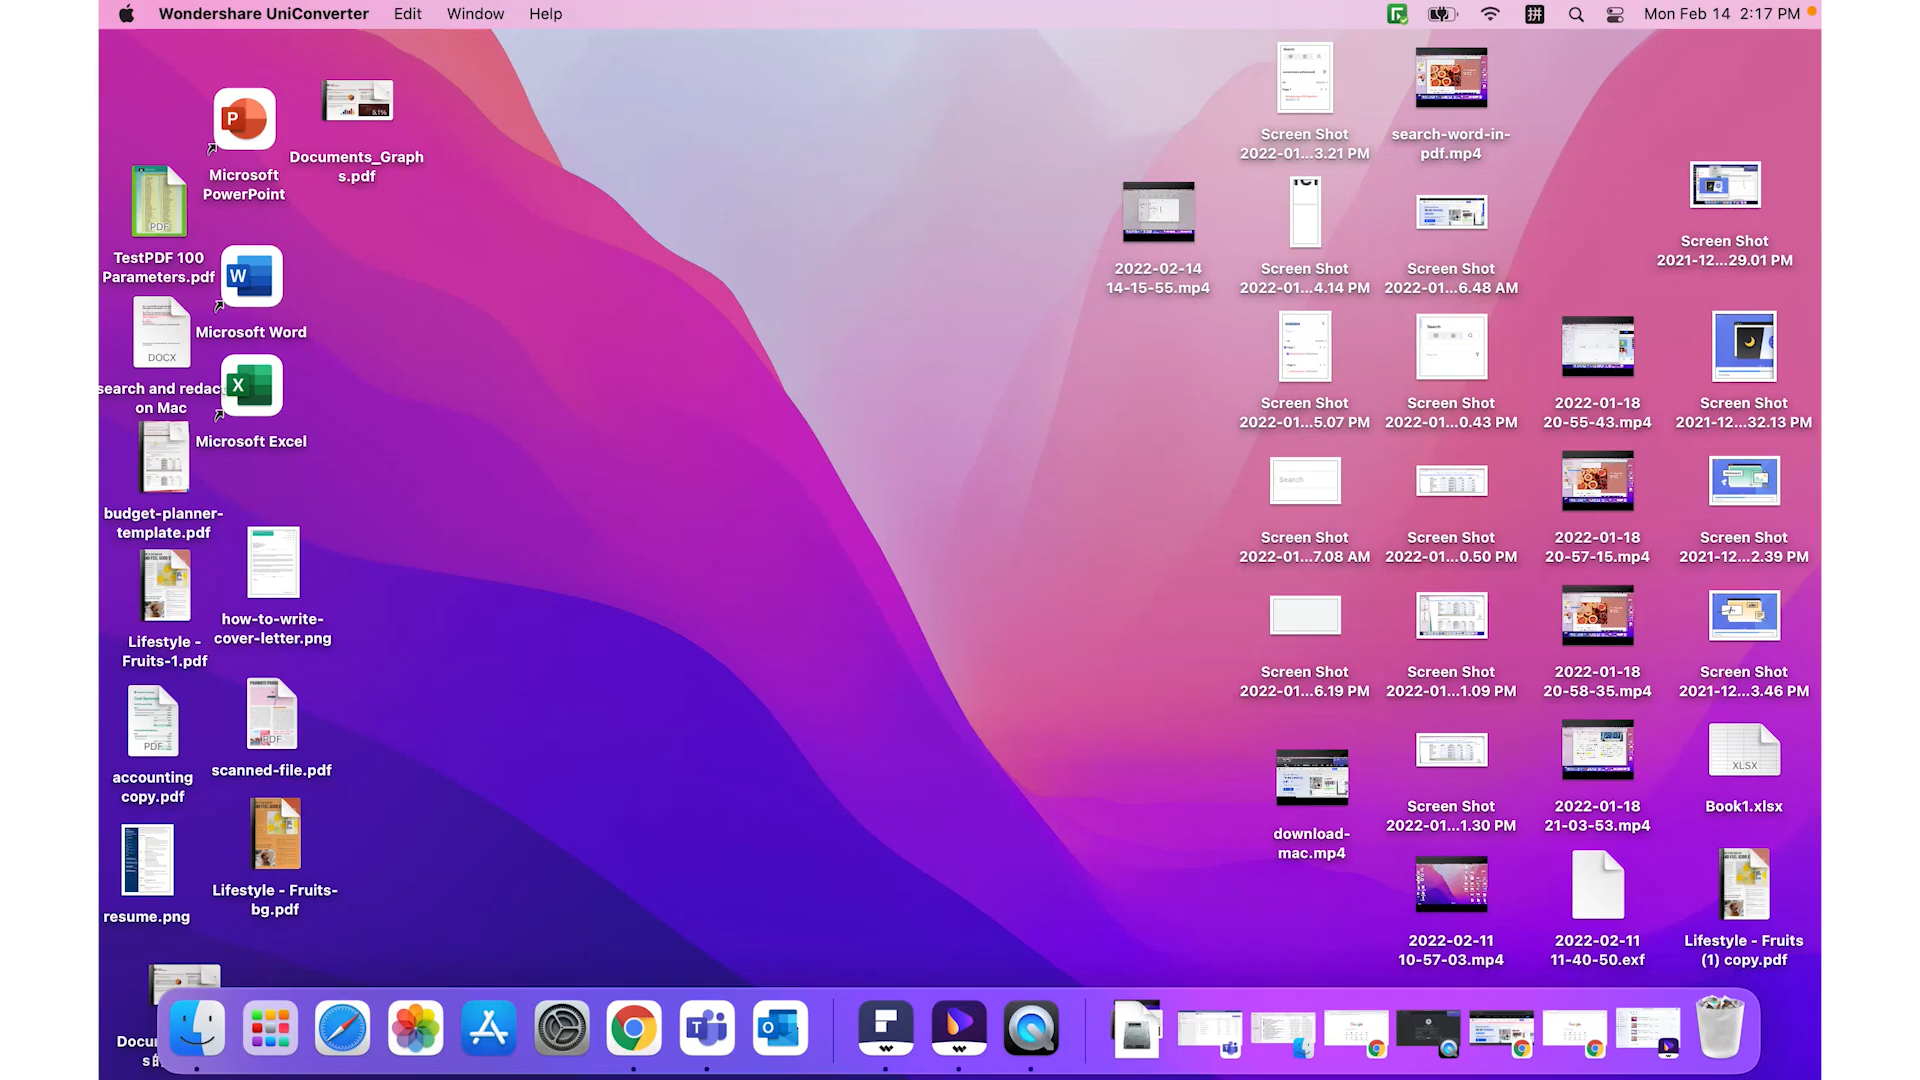 Wondershare UniConverter Edit Window Help
拼
Mon Feb 14 2:17 PM
Microsoft
PowerPoint
Documents_Graph
s.pdf
PDF
TestPDF 100
Parameters.pdf
Microsoft Word
DOCX
search and redac
on Mac
Microsoft Excel
budget-planner-
template.pdf
Lifestyle -
Fruits-1.pdf
how-to-write-
cover-letter.png
PDF
accounting
copy.pdf
PDF
scanned-file.pdf
resume.png
Lifestyle - Fruits-
bg.pdf
Docu
Search
Screen Shot
2022-01...3.21 PM
search-word-in-
pdf.mp4
2022-02-14
14-15-55.mp4
Screen Shot
2022-01...4.14 PM
Screen Shot
2022-01...6.48 AM
Screen Shot
2021-12...29.01 PM
Screen Shot
2022-01...5.07 PM
Search
Screen Shot
2022-01...0.43 PM
2022-01-18
20-55-43.mp4
Screen Shot
2021-12...32.13 PM
Search
Screen Shot
2022-01...7.08 AM
Screen Shot
2022-01...0.50 PM
2022-01-18
20-57-15.mp4
Screen Shot
2021-12...2.39 PM
Screen Shot
2022-01...6.19 PM
Screen Shot
2022-01...1.09 PM
2022-01-18
20-58-35.mp4
Screen Shot
2021-12...3.46 PM
download-
mac.mp4
Screen Shot
2022-01...1.30 PM
2022-01-18
21-03-53.mp4
XLSX
Book1.xlsx
2022-02-11
10-57-03.mp4
2022-02-11
11-40-50.exf
Lifestyle - Fruits
(1) copy.pdf